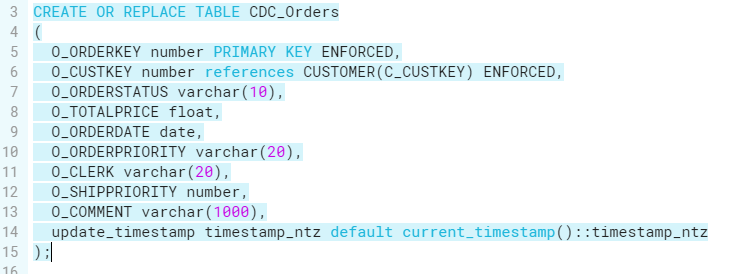 3 CREATE OR REPLACE TABLE CDC_Orders
4 (
5 O_ORDERKEY number PRIMARY KEY ENFORCED,
6 O_CUSTKEY number references CUSTOMER(C_CUSTKEY) ENFORCED,
7 O_ORDERSTATUS varchar(10),
8 O_TOTALPRICE float,
9 O_ORDERDATE date,
10 O_ORDERPRIORITY varchar(20),
11 O_CLERK varchar(20),
12 O_SHIPPRIORITY number,
13 O_COMMENT varchar(1000),
14 update_timestamp timestamp_ntz default current_timestamp()::timestamp_ntz
15 );
16